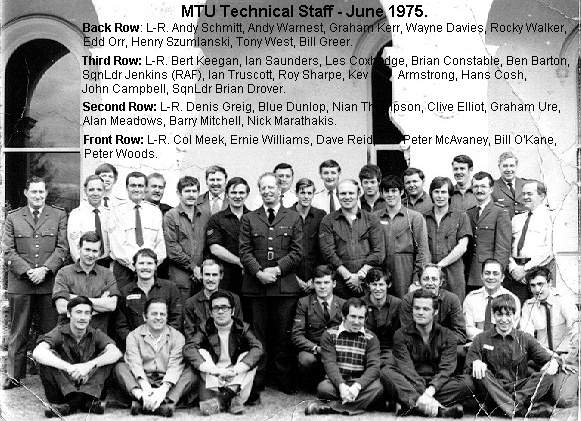 MTU Technical Staff - June 1975.
Back Row: L-R. Andy Schmitt, Andy Warnest, Graham Kerr, Wayne Davies, Rocky Walker,
Edd Orr, Henry Szumlanski, Tony West, Bill Greer.
Third Row: L-R. Bert Keegan, Ian Saunders, Les Coxhedge, Brian Constable, Ben Barton,
SqnLdr Jenkins (RAF), Ian Truscott, Roy Sharpe, Kev Armstrong, Hans Cosh,
John Campbell, SqnLdr Brian Drover.
Second Row: L-R. Denis Greig, Blue Dunlop, Nian Thompson, Clive Elliot, Graham Ure,
Alan Meadows, Barry Mitchell, Nick Marathakis.
Front Row: L-R. Col Meek, Ernie Williams, Dave Reid, Peter McAvaney, Bill O'Kane,
Peter Woods.